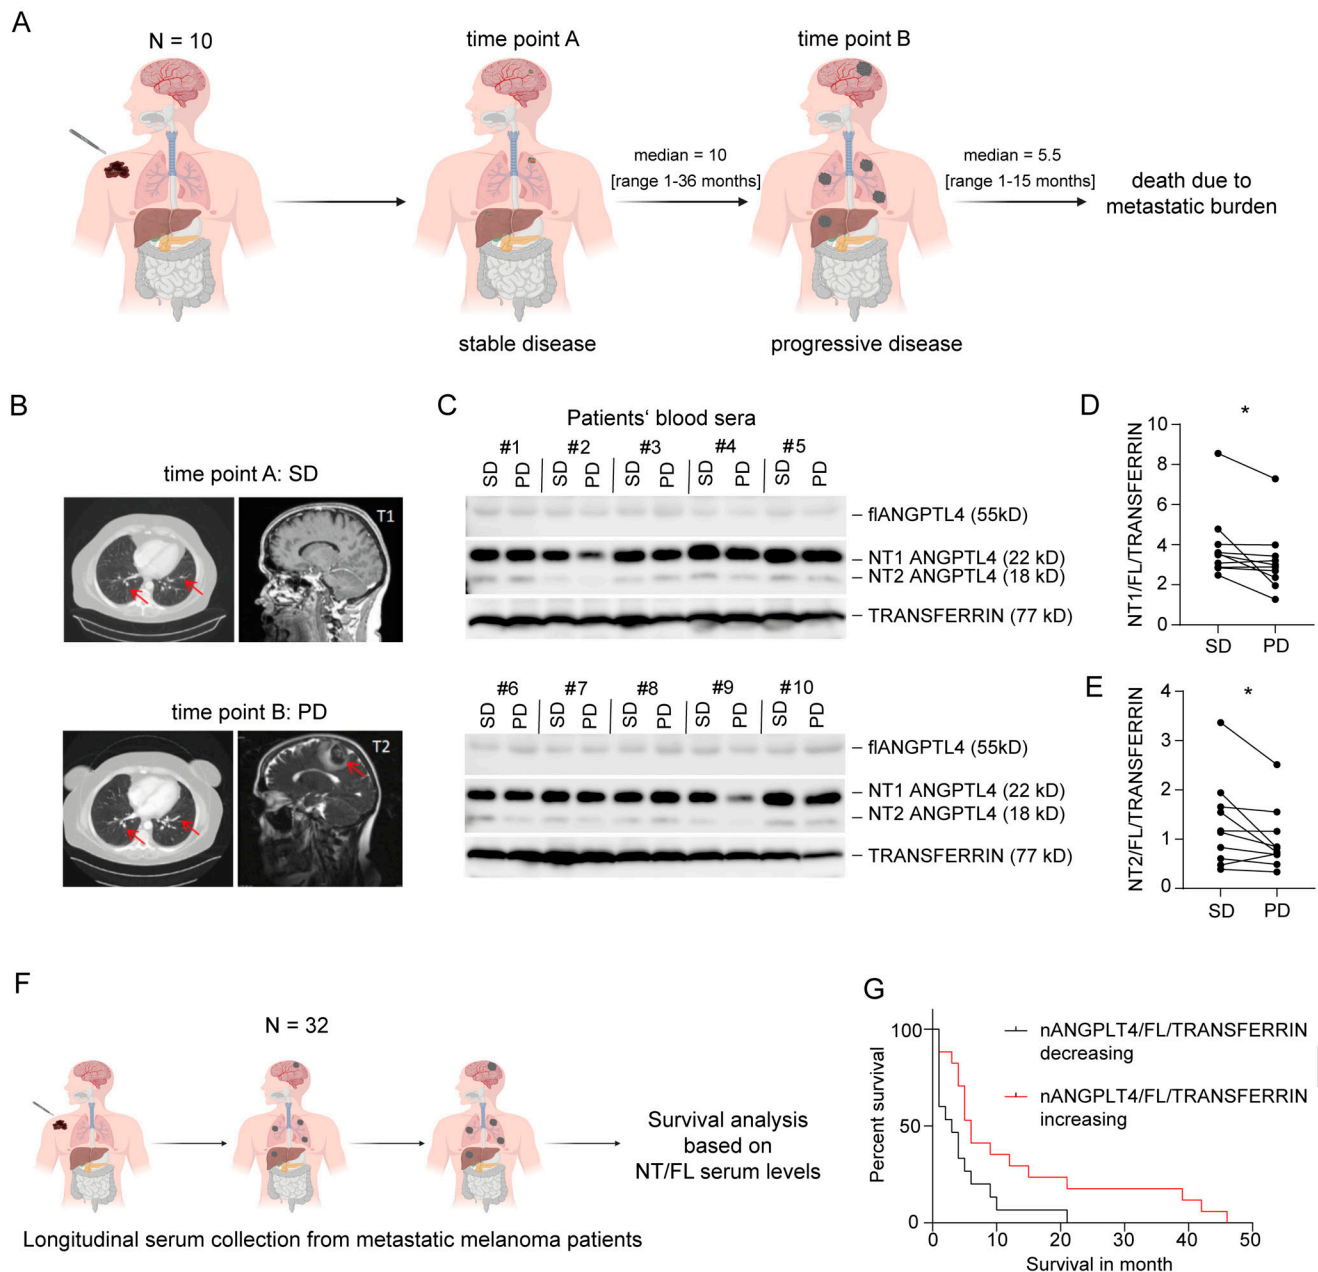 A
N = 10
time point A
time point B
median = 10
[range 1-36 months]
median = 5.5
[range 1-15 months]
death due to
metastatic burden
stable disease
progressive disease
B
time point A: SD
T1
time point B: PD
T2
C
Patients‘ blood sera
#1 #2 #3 #4 #5
SD PD SD PD SD PD SD PD SD PD
– flANGPTL4 (55kD)
– NT1 ANGPTL4 (22 kD)
– NT2 ANGPTL4 (18 kD)
– TRANSFERRIN (77 kD)
#6 #7 #8 #9 #10
SD PD SD PD SD PD SD PD SD PD
– flANGPTL4 (55kD)
– NT1 ANGPTL4 (22 kD)
– NT2 ANGPTL4 (18 kD)
– TRANSFERRIN (77 kD)
D
*
NT1/FL/TRANSFERRIN
10
8
6
4
2
0
SD PD
E
*
NT2/FL/TRANSFERRIN
4
3
2
1
0
SD PD
F
N = 32
Survival analysis
based on
NT/FL serum levels
Longitudinal serum collection from metastatic melanoma patients
G
Percent survival
100
50
0
0 10 20 30 40 50
Survival in month
nANGPLT4/FL/TRANSFERRIN
decreasing
nANGPLT4/FL/TRANSFERRIN
increasing